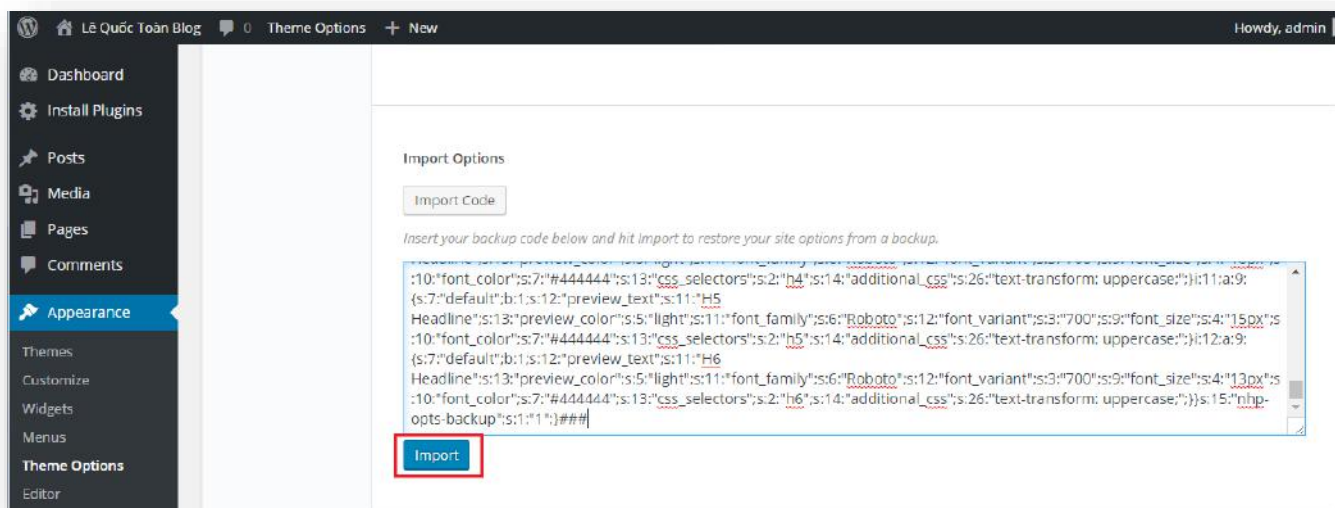 Lê Quốc Toàn Blog 0 Theme Options + New Howdy, admin
Dashboard
Install Plugins
Posts
Media
Pages
Comments
Appearance
Themes
Customize
Widgets
Menus
Theme Options
Editor
Import Options
Import Code
Insert your backup code below and hit Import to restore your site options from a backup.
:10:"font_color";s:7:"#444444";s:13:"css_selectors";s:2:"h4";s:14:"additional_css";s:26:"text-transform: uppercase;";}i:11;a:9:
{s:7:"default";b:1;s:12:"preview_text";s:11:"H5
Headline";s:13:"preview_color";s:5:"light";s:11:"font_family";s:6:"Roboto";s:12:"font_variant";s:3:"700";s:9:"font_size";s:4:"15px";s
:10:"font_color";s:7:"#444444";s:13:"css_selectors";s:2:"h5";s:14:"additional_css";s:26:"text-transform: uppercase;";}i:12;a:9:
{s:7:"default";b:1;s:12:"preview_text";s:11:"H6
Headline";s:13:"preview_color";s:5:"light";s:11:"font_family";s:6:"Roboto";s:12:"font_variant";s:3:"700";s:9:"font_size";s:4:"13px";s
:10:"font_color";s:7:"#444444";s:13:"css_selectors";s:2:"h6";s:14:"additional_css";s:26:"text-transform: uppercase;";}}s:15:"nhp-
opts-backup";s:1:"1";}###
Import